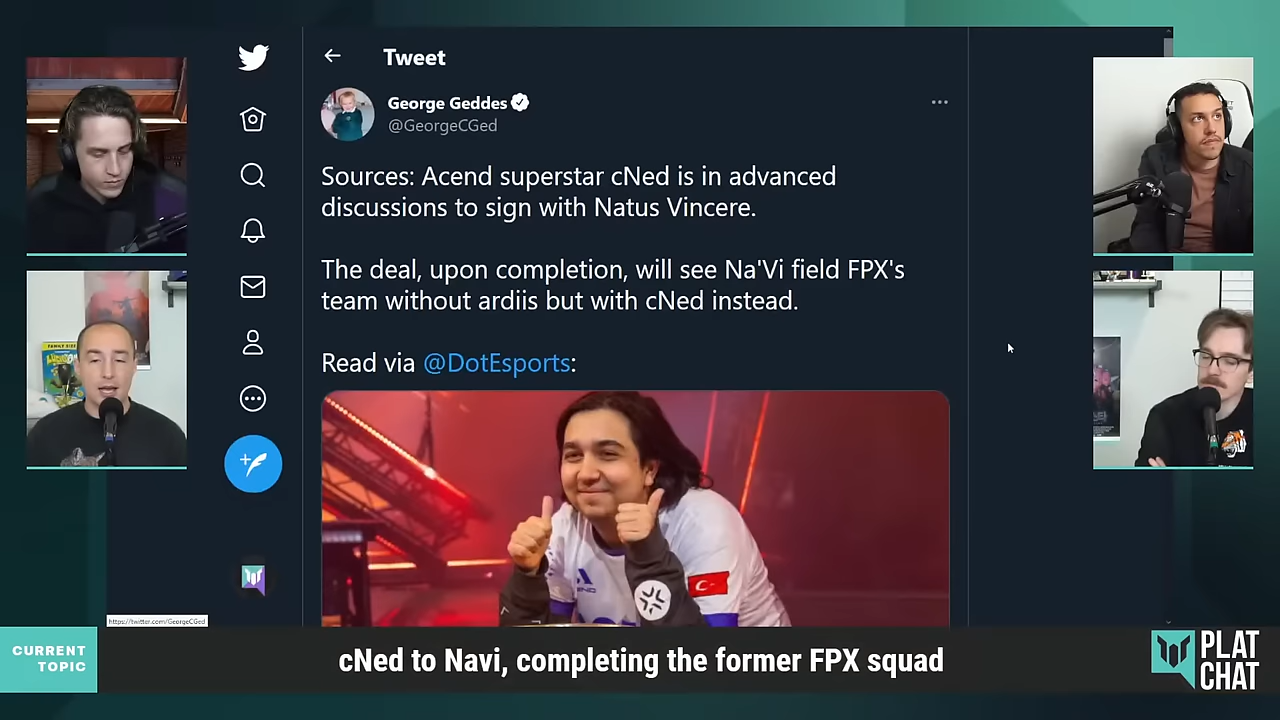 Tweet
George Geddes
@GeorgeCGed
Sources: Acend superstar cNed is in advanced
discussions to sign with Natus Vincere.
The deal, upon completion, will see Na'Vi field FPX's
team without ardiis but with cNed instead.
Read via @DotEsports:
https://twitter.com/GeorgeCGed
CURRENT
TOPIC
cNed to Navi, completing the former FPX squad
PLAT
CHAT